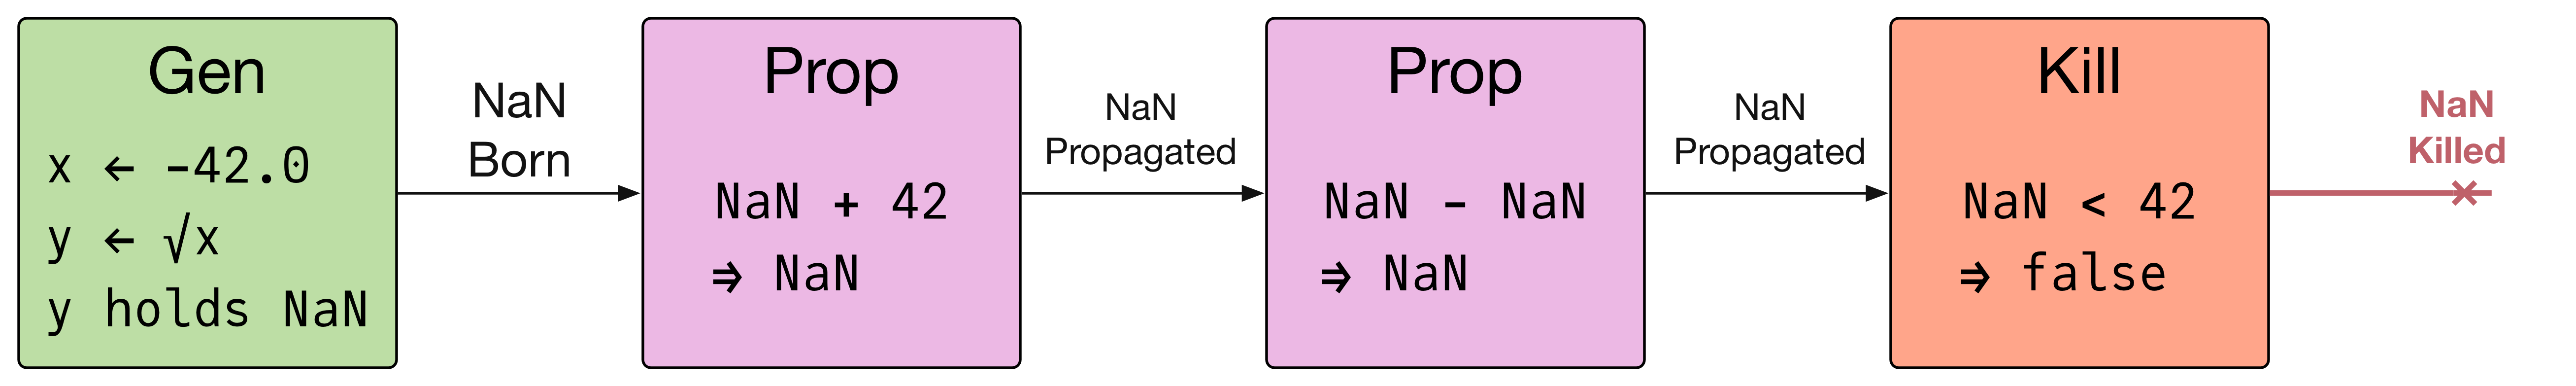 Gen
x ← -42.0
y ← √x
y holds NaN
NaN
Born
Prop
NaN + 42
⇒ NaN
NaN
Propagated
Prop
NaN - NaN
⇒ NaN
NaN
Propagated
Kill
NaN < 42
⇒ false
NaN
Killed